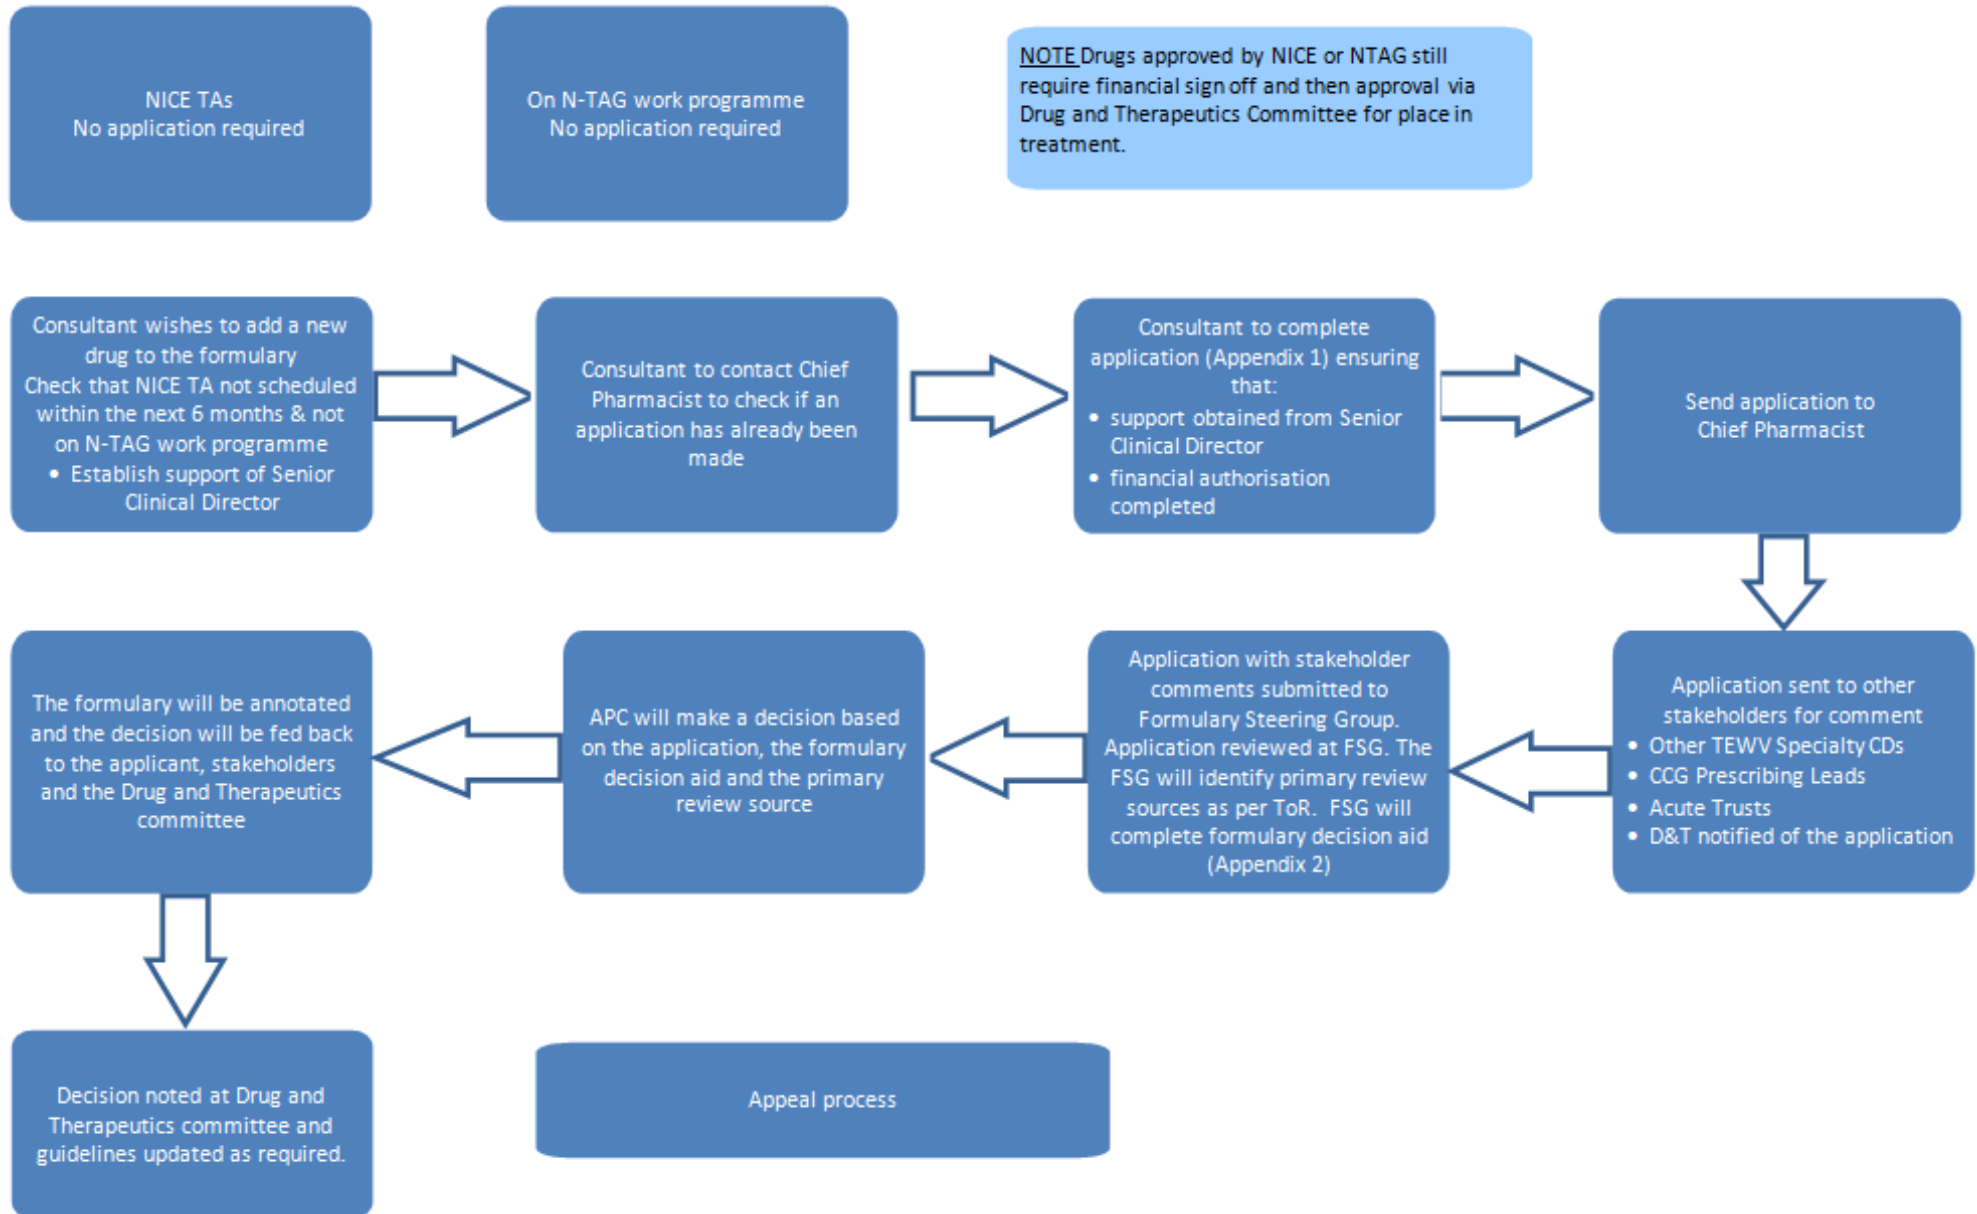 NICE TAs
No application required
On N-TAG work programme
No application required
NOTE Drugs approved by NICE or NTAG still
require financial sign off and then approval via
Drug and Therapeutics Committee for place in
treatment.
Consultant wishes to add a new
drug to the formulary
Check that NICE TA not scheduled
within the next 6 months & not
on N-TAG work programme
• Establish support of Senior
Clinical Director
Consultant to contact Chief
Pharmacist to check if an
application has already been
made
Consultant to complete
application (Appendix 1) ensuring
that:
• support obtained from Senior
Clinical Director
• financial authorisation
completed
Send application to
Chief Pharmacist
Application sent to other
stakeholders for comment
• Other TEWV Specialty CDs
• CCG Prescribing Leads
• Acute Trusts
• D&T notified of the application
Application with stakeholder
comments submitted to
Formulary Steering Group.
Application reviewed at FSG. The
FSG will identify primary review
sources as per ToR. FSG will
complete formulary decision aid
(Appendix 2)
APC will make a decision based
on the application, the formulary
decision aid and the primary
review source
The formulary will be annotated
and the decision will be fed back
to the applicant, stakeholders
and the Drug and Therapeutics
committee
Decision noted at Drug and
Therapeutics committee and
guidelines updated as required.
Appeal process